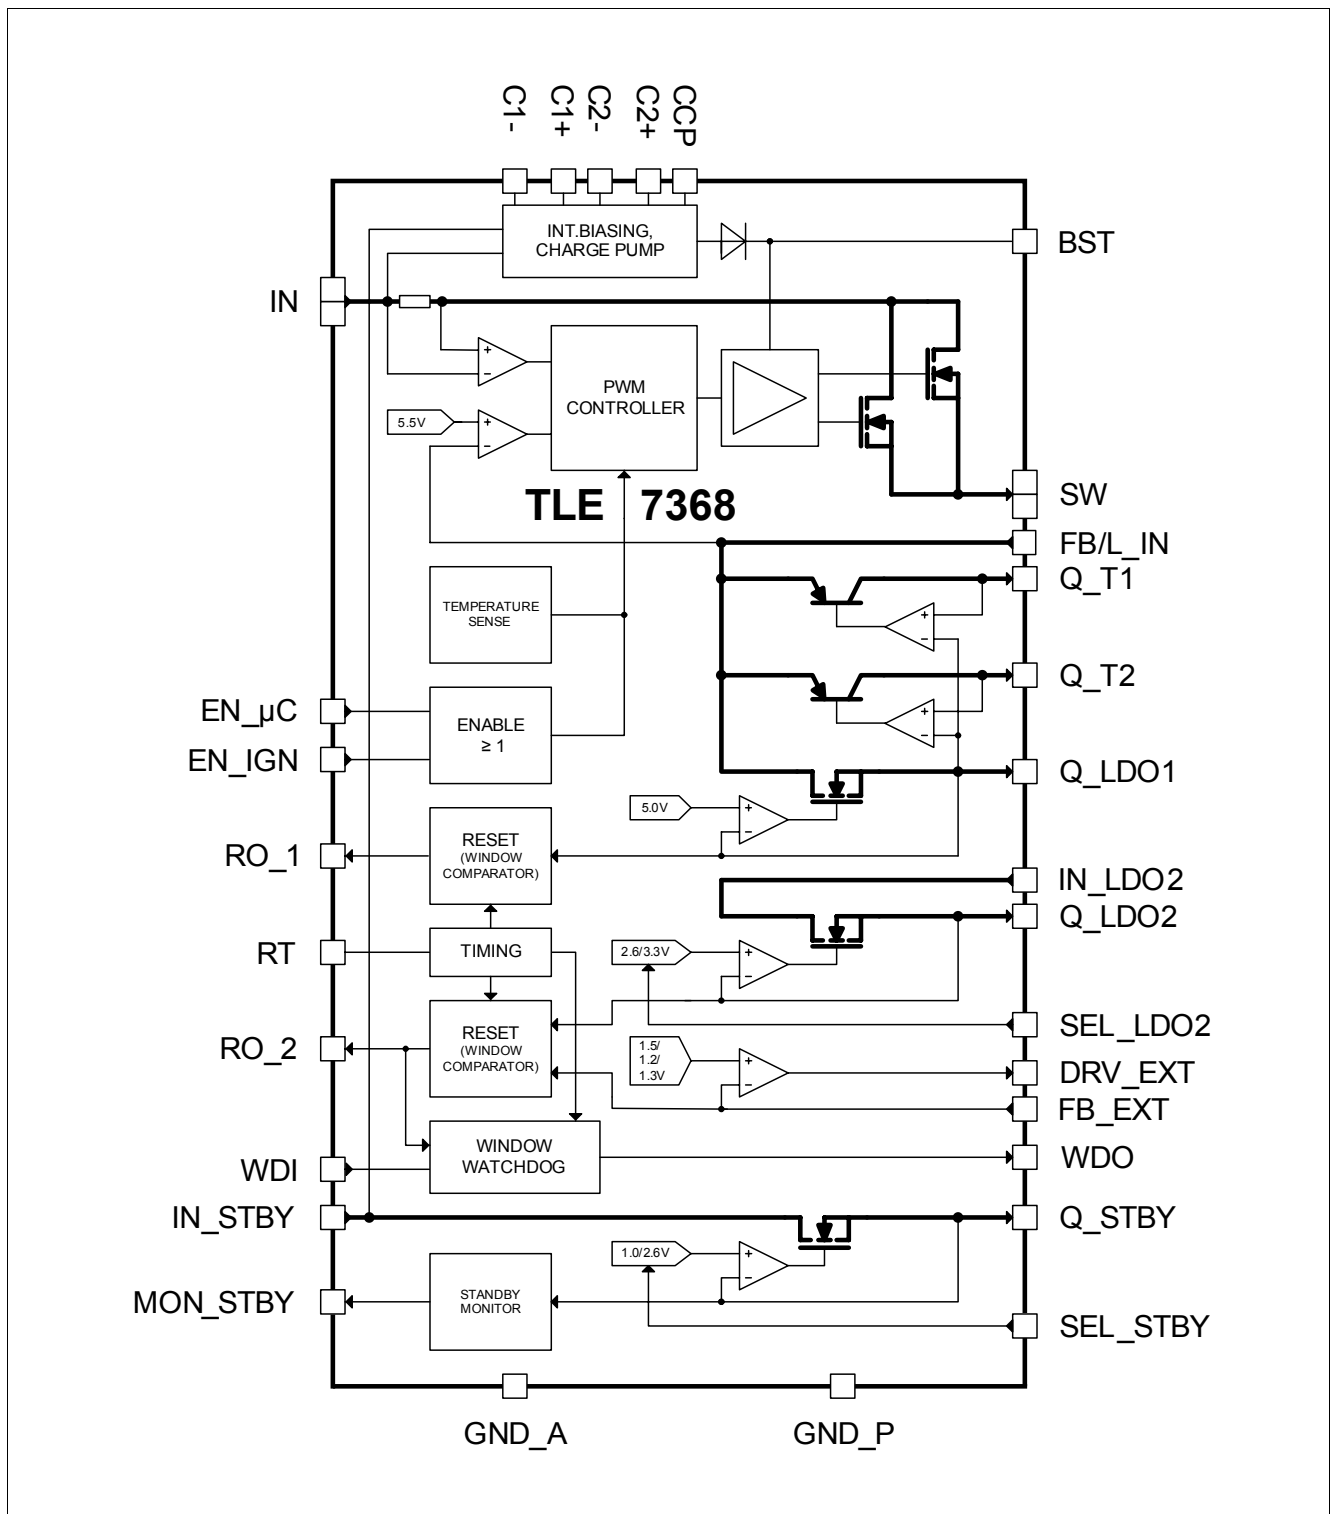 C1-
C1+
C2-
C2+
CCP
INT.BIASING,
CHARGE PUMP
BST
IN
+
−
PWM
CONTROLLER
5.5V
+
−
SW
TLE 7368
FB/L_IN
Q_T1
TEMPERATURE
SENSE
+
−
Q_T2
EN_µC
+
−
ENABLE
≥ 1
EN_IGN
Q_LDO1
5.0V
+
−
RO_1
RESET
(WINDOW
COMPARATOR)
IN_LDO2
Q_LDO2
RT
TIMING
2.6/3.3V
+
−
SEL_LDO2
RO_2
RESET
(WINDOW
COMPARATOR)
1.5/
1.2/
1.3V
+
−
DRV_EXT
FB_EXT
WINDOW
WATCHDOG
WDI
WDO
IN_STBY
Q_STBY
1.0/2.6V
+
−
MON_STBY
STANDBY
MONITOR
SEL_STBY
GND_A
GND_P